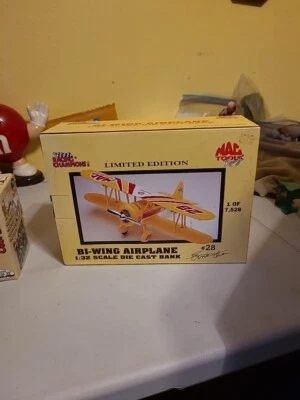 RACING CHAMPIONS
LIMITED EDITION
MAC
TOOLS
1 OF
7,528
BI-WING AIRPLANE
#28
1:32 SCALE DIE CAST BANK
m